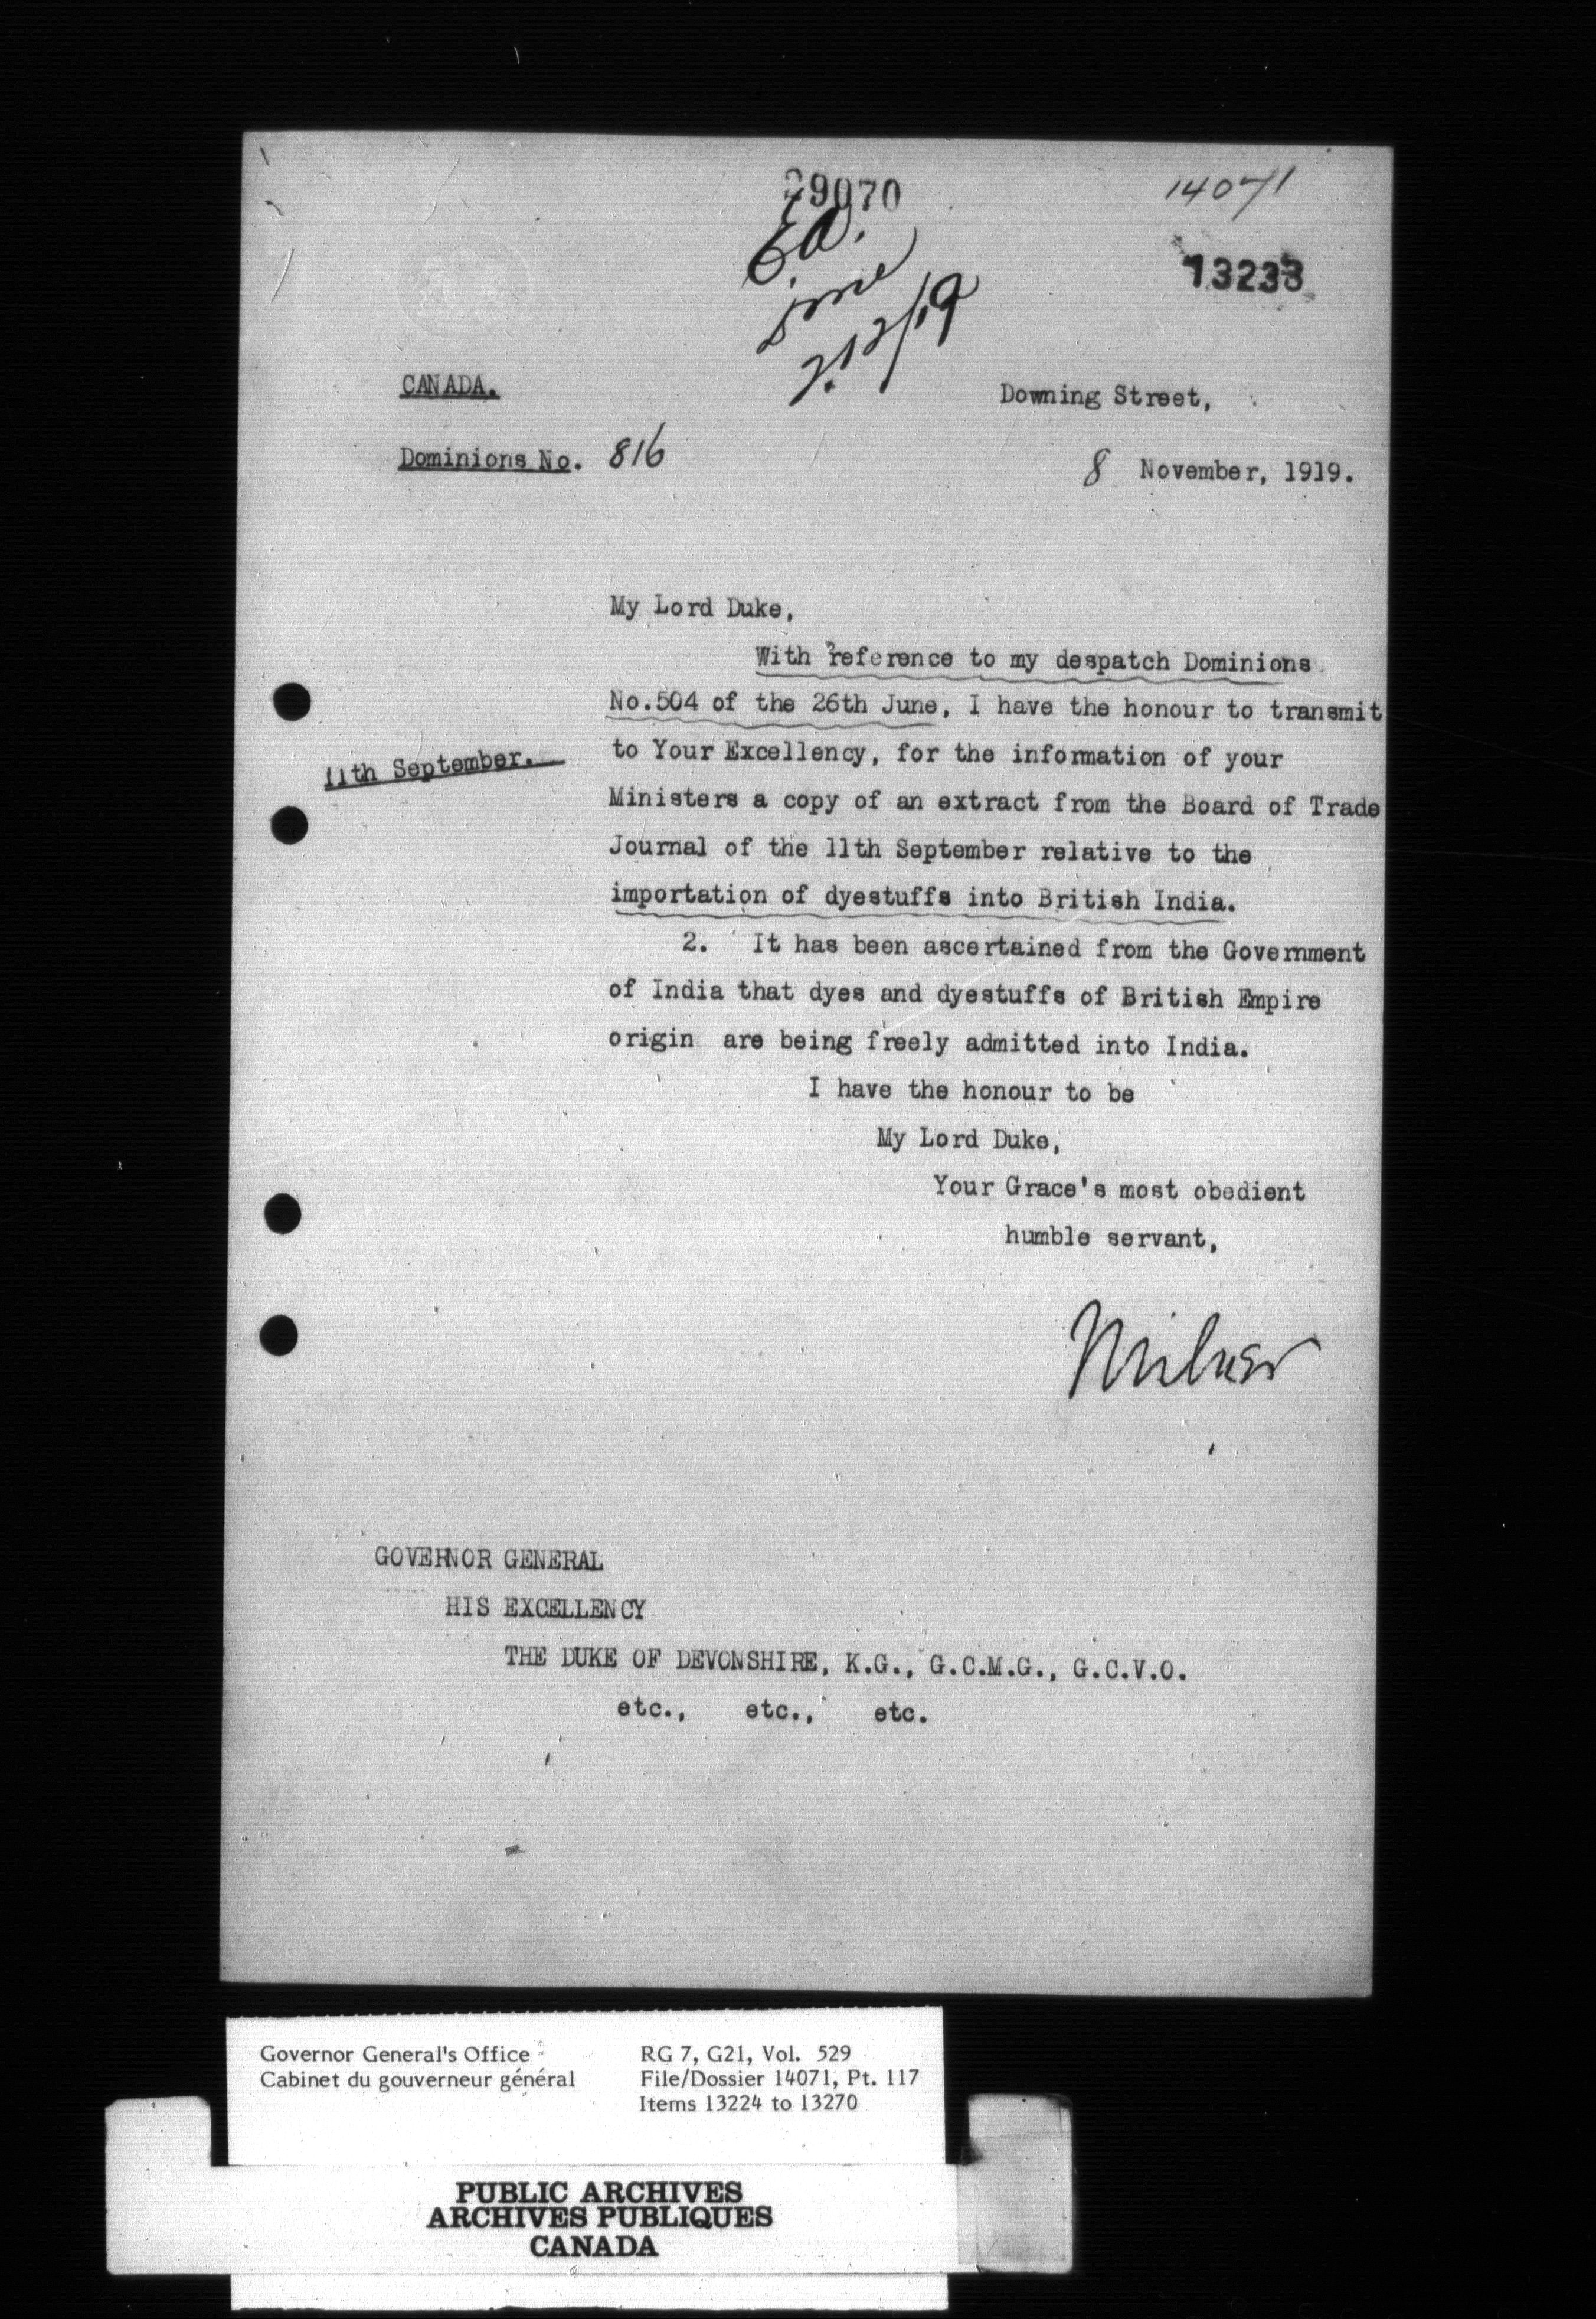 29070
14071
13233
2.12/19
CANADA.
Downing Street,
Dominions No. 816
8 November, 1919.
My Lord Duke,
With reference to my despatch Dominions
No.504 of the 26th June, I have the honour to transmit
to Your Excellency, for the information of your
11th September.
Ministers a copy of an extract from the Board of Trade
Journal of the 11th September relative to the
importation of dyestuffs into British India.
2. It has been ascertained from the Government
of India that dyes and dyestuffs of British Empire
origin are being freely admitted into India.
I have the honour to be
My Lord Duke,
Your Grace's most obedient
humble servant,
Milner
GOVERNOR GENERAL
HIS EXCELLENCY
THE DUKE OF DEVONSHIRE, K.G., G.C.M.G., G.C.V.O.
etc., etc., etc.
Governor General's Office
Cabinet du gouverneur général
RG 7, G21, Vol. 529
File/Dossier 14071, Pt. 117
Items 13224 to 13270
PUBLIC ARCHIVES
ARCHIVES PUBLIQUES
CANADA